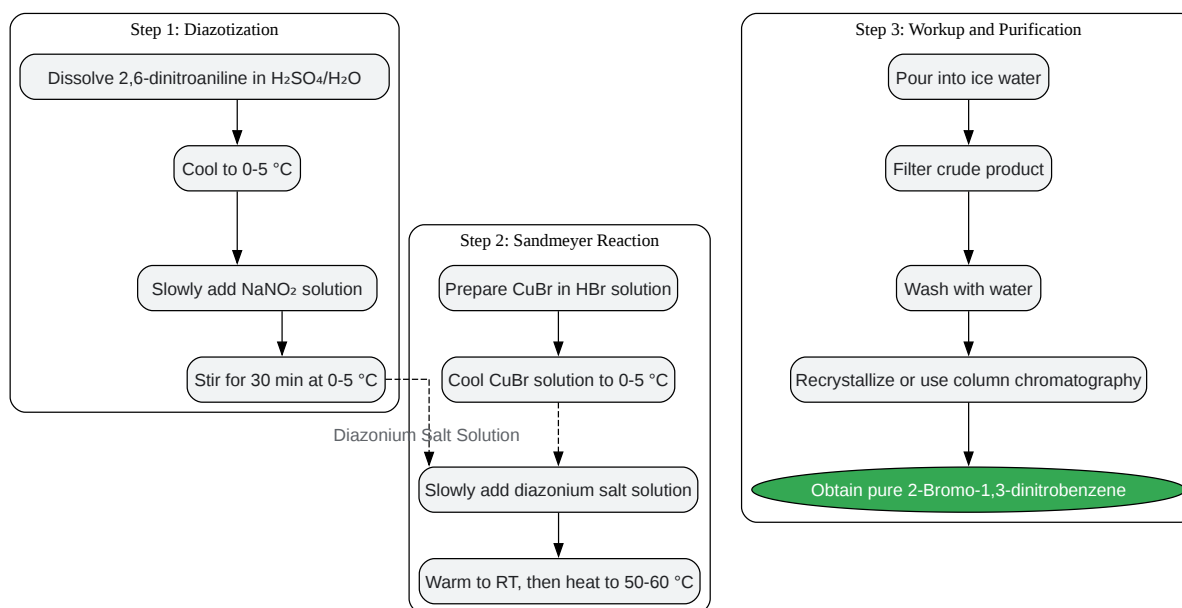 Step 1: Diazotization
Dissolve 2,6-dinitroaniline in H₂SO₄/H₂O
Cool to 0-5 °C
Slowly add NaNO₂ solution
Stir for 30 min at 0-5 °C
Diazonium Salt Solution
Step 2: Sandmeyer Reaction
Prepare CuBr in HBr solution
Cool CuBr solution to 0-5 °C
Slowly add diazonium salt solution
Warm to RT, then heat to 50-60 °C
Step 3: Workup and Purification
Pour into ice water
Filter crude product
Wash with water
Recrystallize or use column chromatography
Obtain pure 2-Bromo-1,3-dinitrobenzene